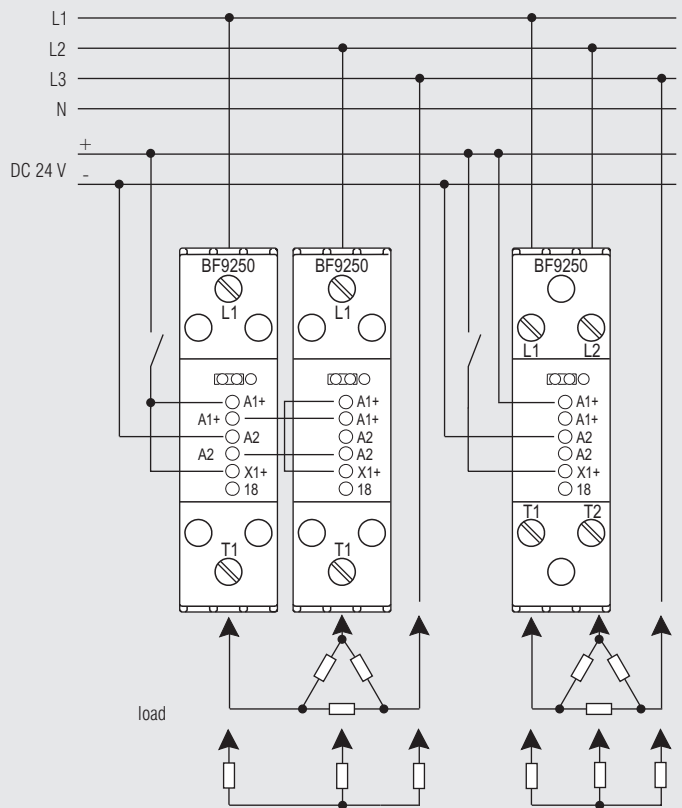 L1
L2
L3
N
+
DC 24 V
-
BF9250
L1
A1+
A1+
A2
A2
X1+
18
T1
BF9250
L1
A1+
A1+
A2
A2
X1+
18
T1
BF9250
L1 L2
A1+
A1+
A2
A2
X1+
18
T1 T2
load